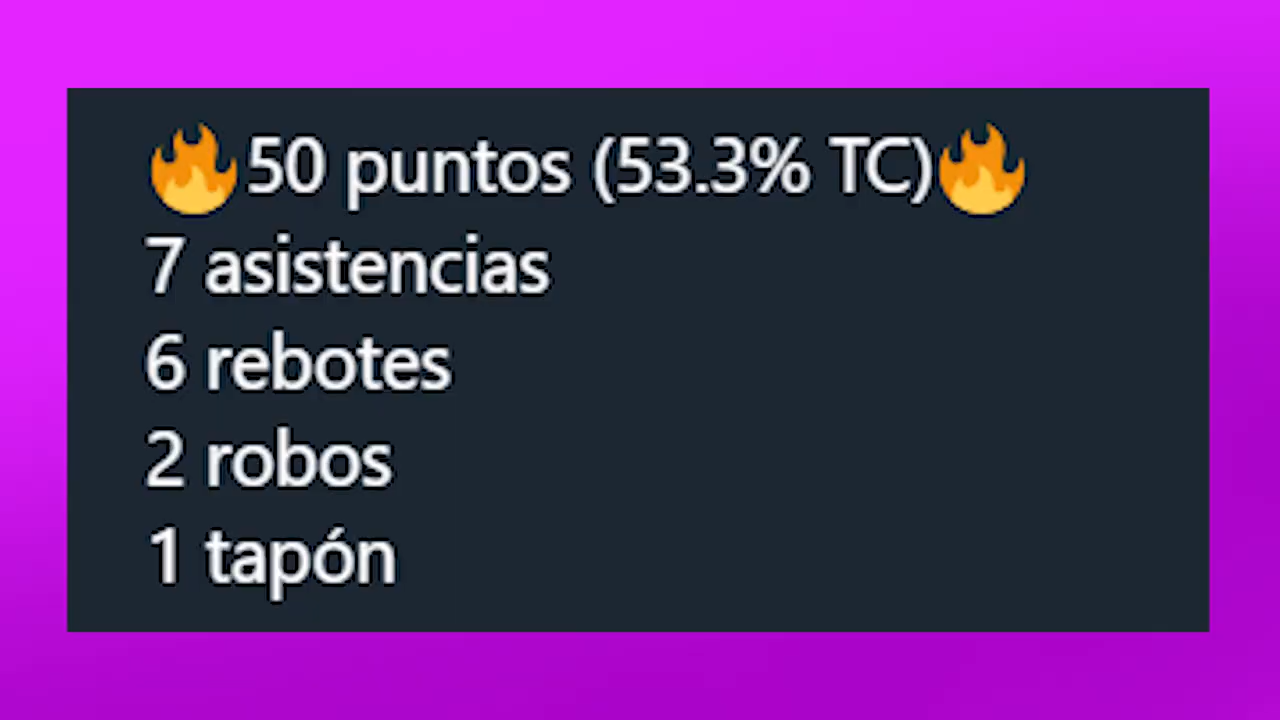 🔥50 puntos (53.3% TC)🔥
7 asistencias
6 rebotes
2 robos
1 tapón